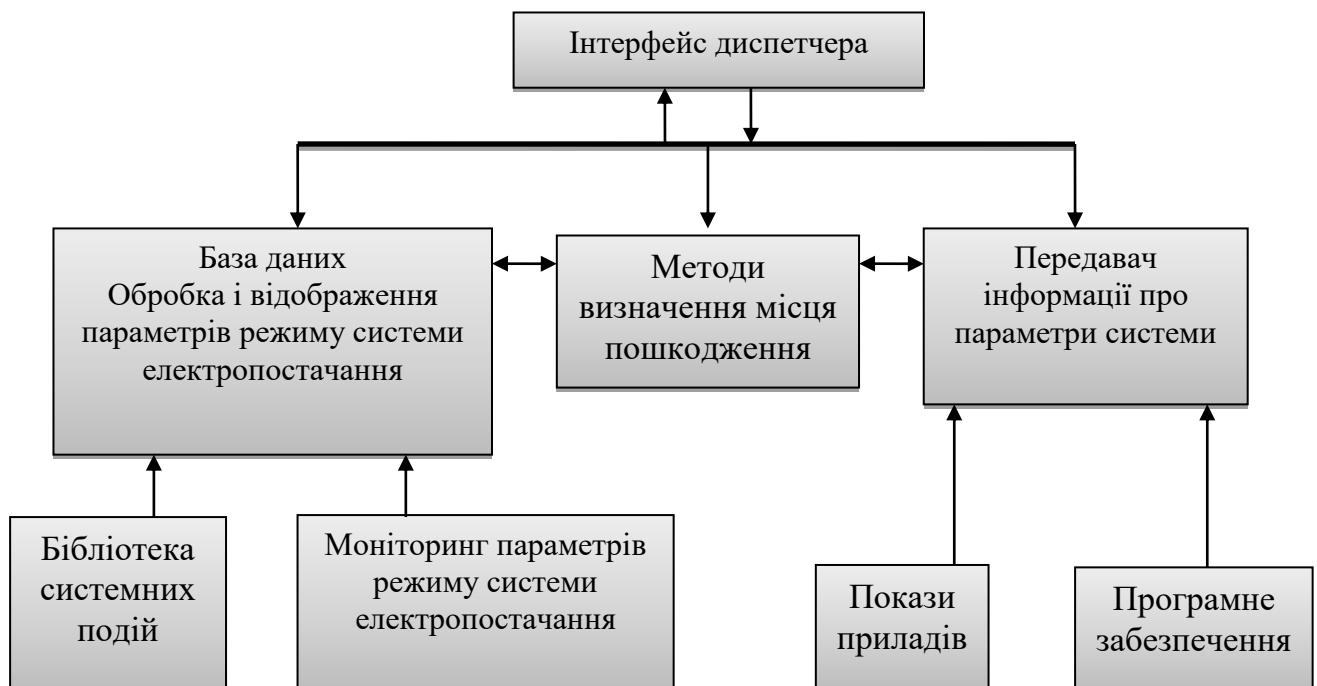 Інтерфейс диспетчера
База даних
Обробка і відображення
параметрів режиму системи
електропостачання
Методи
визначення місця
пошкодження
Передавач
інформації про
параметри системи
Бібліотека
системних
подій
Моніторинг параметрів
режиму системи
електропостачання
Покази
приладів
Програмне
забезпечення